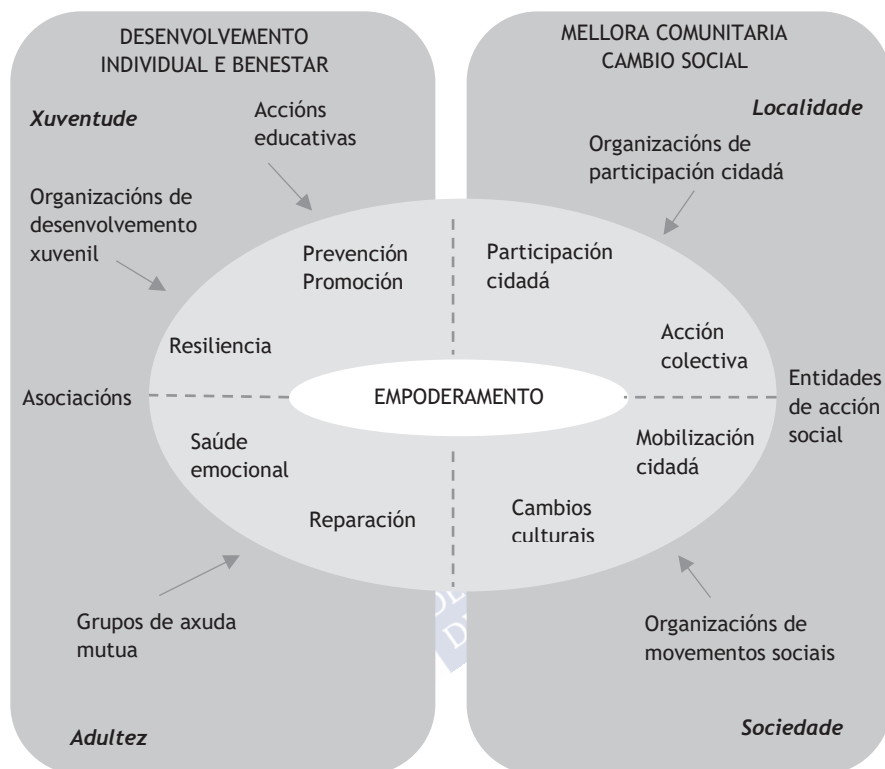 DESENVOLVEMENTO
INDIVIDUAL E BENESTAR
MELLORA COMUNITARIA
CAMBIO SOCIAL
Xuventude
Accións
educativas
Localidade
Organizacións de
participación cidadá
Organizacións de
desenvolvemento
xuvenil
Prevención
Promoción
Participación
cidadá
Resiliencia
Acción
colectiva
Asociacións
EMPODERAMENTO
Entidades
de acción
social
Saúde
emocional
Mobilización
cidadá
Reparación
Cambios
culturais
Grupos de axuda
mutua
Organizacións de
movementos sociais
Adultez
Sociedade